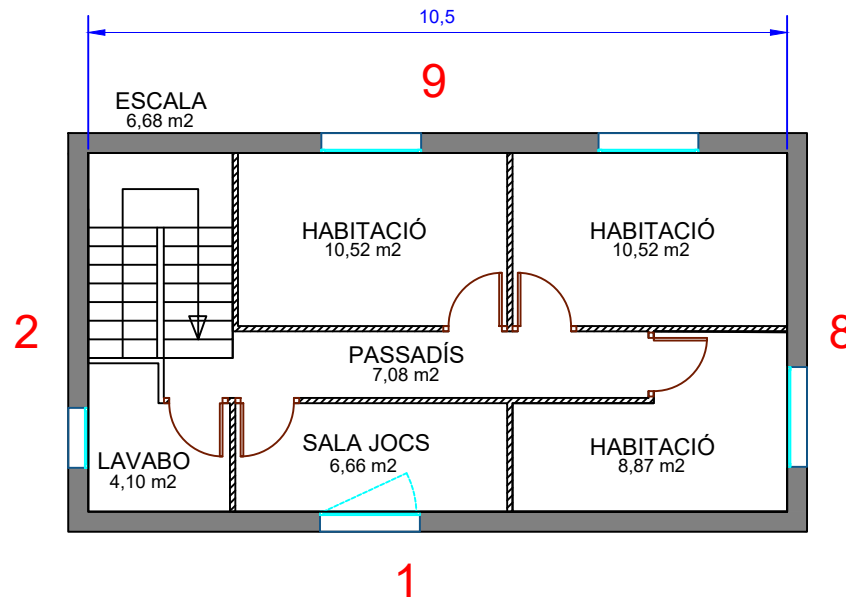 10,5
9
ESCALA
6,68 m2
HABITACIÓ
10,52 m2
HABITACIÓ
10,52 m2
2
8
PASSADÍS
7,08 m2
LAVABO
4,10 m2
SALA JOCS
6,66 m2
HABITACIÓ
8,87 m2
1